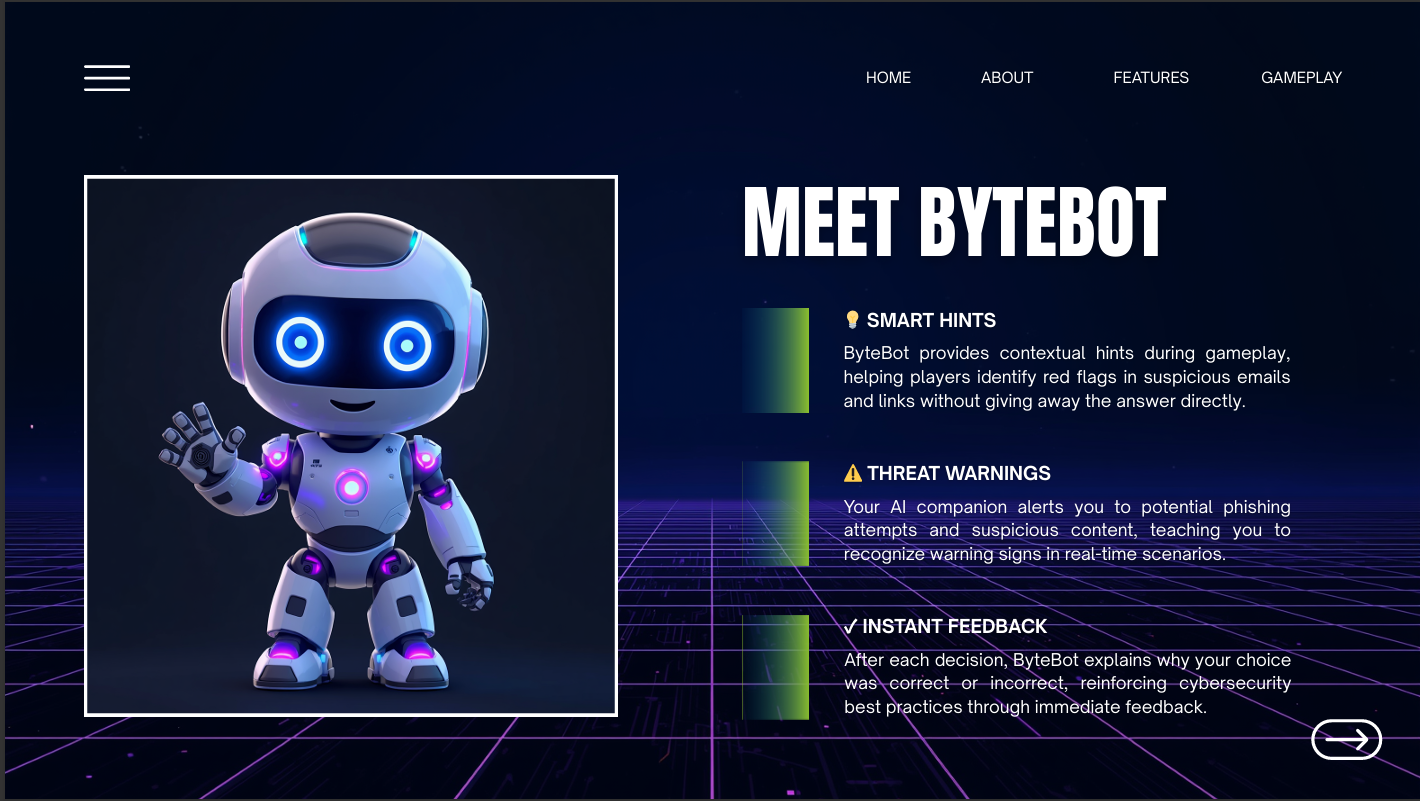 HOME ABOUT FEATURES GAMEPLAY
MEET BYTEBOT
💡 SMART HINTS
ByteBot provides contextual hints during gameplay,
helping players identify red flags in suspicious emails
and links without giving away the answer directly.
⚠️ THREAT WARNINGS
Your AI companion alerts you to potential phishing
attempts and suspicious content, teaching you to
recognize warning signs in real-time scenarios.
✓ INSTANT FEEDBACK
After each decision, ByteBot explains why your choice
was correct or incorrect, reinforcing cybersecurity
best practices through immediate feedback.